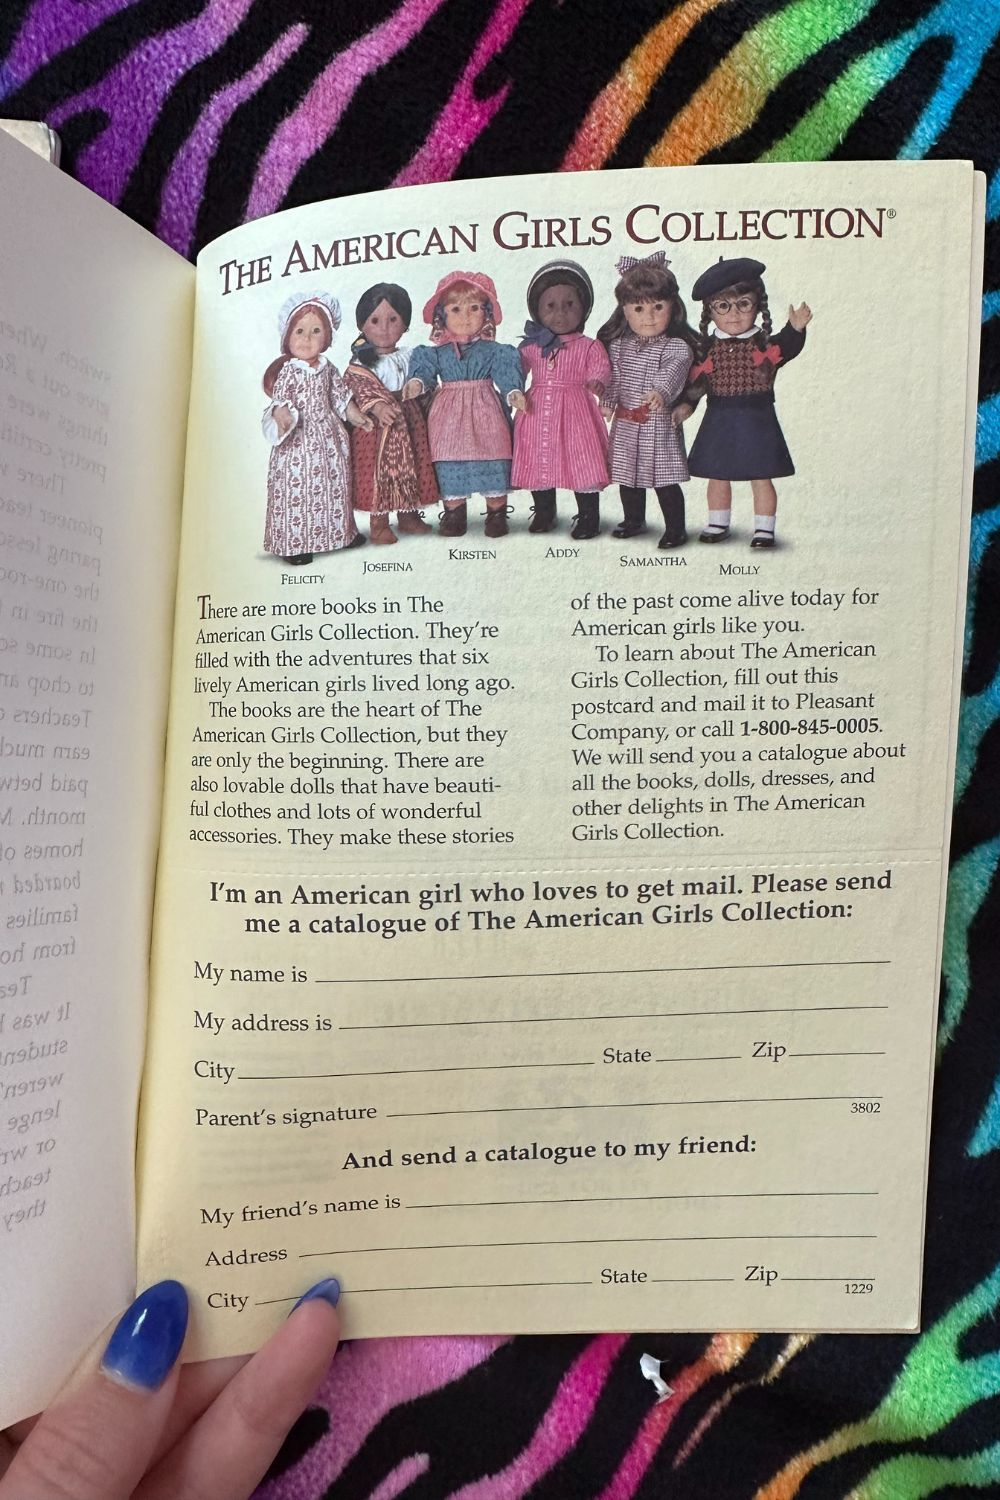 THE AMERICAN GIRLS COLLECTION®
FELICITY
JOSEFINA
KIRSTEN
ADDY
SAMANTHA
MOLLY
There are more books in The
American Girls Collection. They're
filled with the adventures that six
lively American girls lived long ago.
The books are the heart of The
American Girls Collection, but they
are only the beginning. There are
also lovable dolls that have beauti-
ful clothes and lots of wonderful
accessories. They make these stories
of the past come alive today for
American girls like you.
To learn about The American
Girls Collection, fill out this
postcard and mail it to Pleasant
Company, or call 1-800-845-0005.
We will send you a catalogue about
all the books, dolls, dresses, and
other delights in The American
Girls Collection.
I'm an American girl who loves to get mail. Please send
me a catalogue of The American Girls Collection:
My name is
My address is
City State Zip
Parent's signature
3802
And send a catalogue to my friend:
My friend's name is
Address
City State Zip
1229